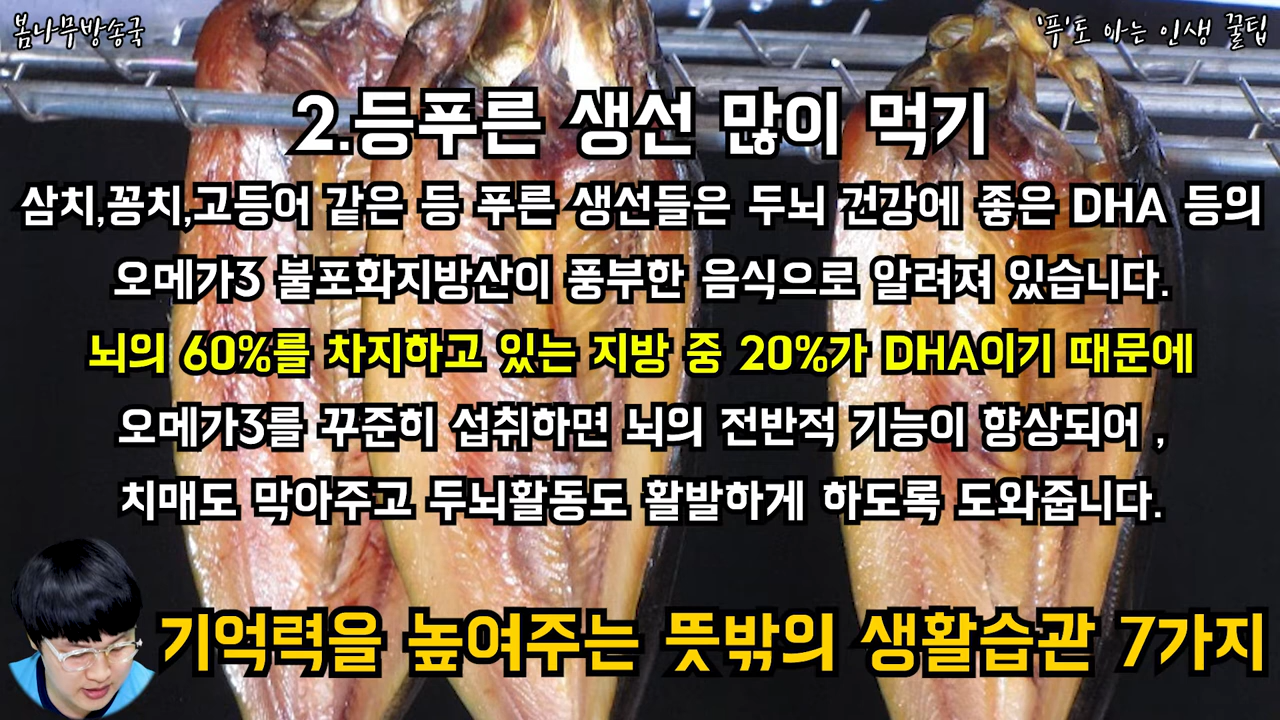 봄나무방송국
'푸'도 아는 인생 꿀팁
2.등푸른 생선 많이 먹기
삼치,꽁치,고등어 같은 등 푸른 생선들은 두뇌 건강에 좋은 DHA 등의
오메가3 불포화지방산이 풍부한 음식으로 알려져 있습니다.
뇌의 60%를 차지하고 있는 지방 중 20%가 DHA이기 때문에
오메가3를 꾸준히 섭취하면 뇌의 전반적 기능이 향상되어 ,
치매도 막아주고 두뇌활동도 활발하게 하도록 도와줍니다.
기억력을 높여주는 뜻밖의 생활습관 7가지